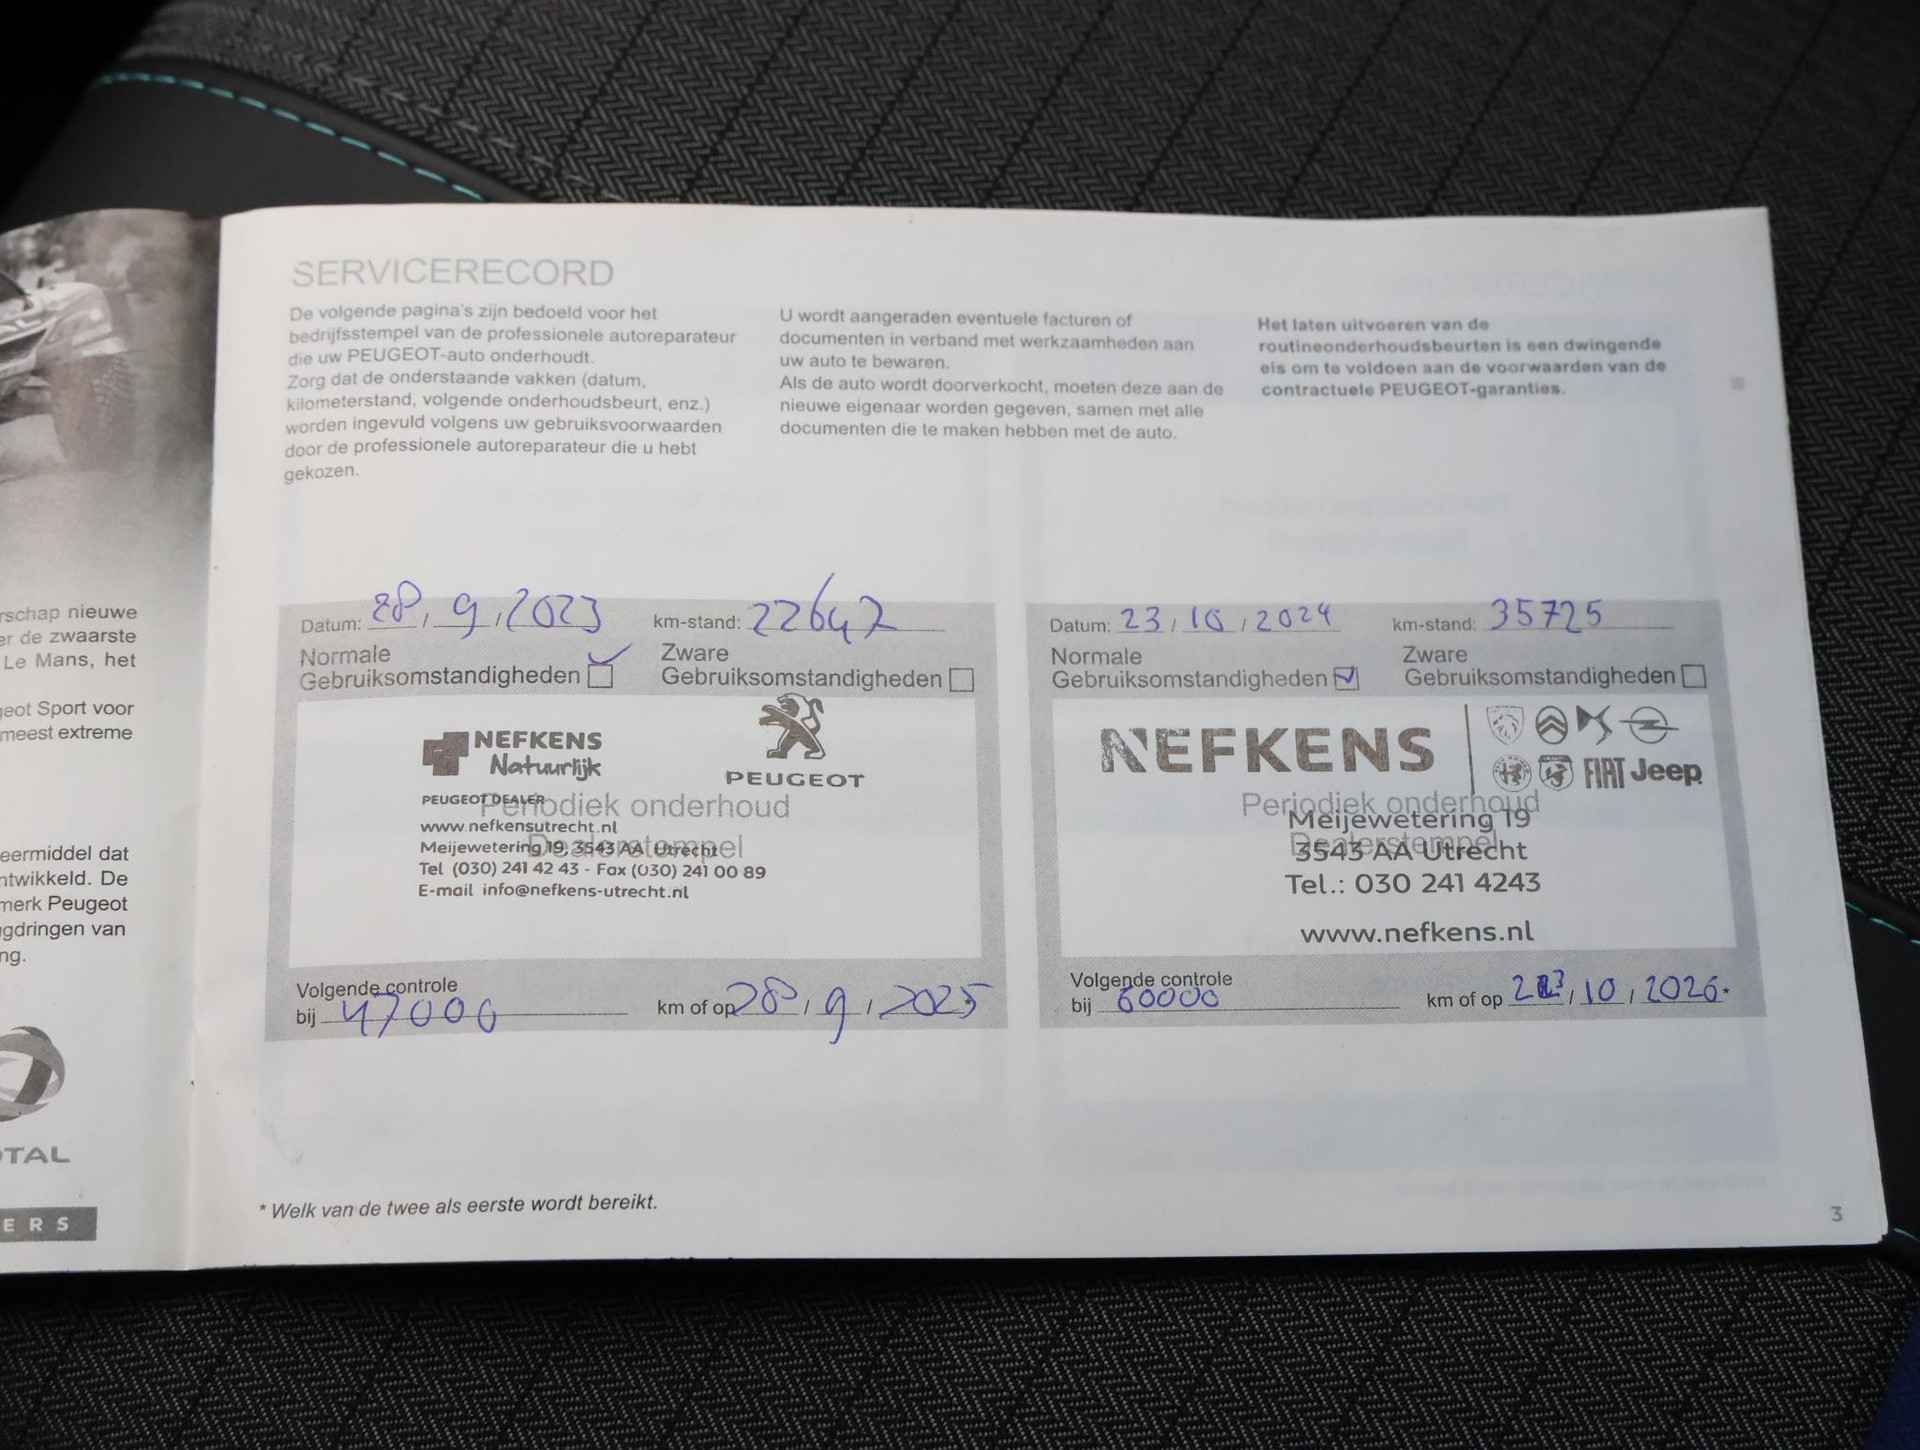 SERVICERECORD
De volgende pagina's zijn bedoeld voor het
bedrijfsstempel van de professionele autoreparateur
die uw PEUGEOT-auto onderhoudt.
Zorg dat de onderstaande vakken (datum,
kilometerstand, volgende onderhoudsbeurt, enz.)
worden ingevuld volgens uw gebruiksvoorwaarden
door de professionele autoreparateur die u hebt
gekozen.
U wordt aangeraden eventuele facturen of
documenten in verband met werkzaamheden aan
uw auto te bewaren.
Als de auto wordt doorverkocht, moeten deze aan de
nieuwe eigenaar worden gegeven, samen met alle
documenten die te maken hebben met de auto.
Het laten uitvoeren van de
routineonderhoudsbeurten is een dwingende
eis om te voldoen aan de voorwaarden van de
contractuele PEUGEOT-garanties.
rschap nieuwe
er de zwaarste
Le Mans, het
geot Sport voor
meest extreme
eermiddel dat
ntwikkeld. De
merk Peugeot
gdringen van
ng.
OTAL
ERS
Datum: 28 / 9 / 2023 km-stand: 22647
Normale
Gebruiksomstandigheden
Zware
Gebruiksomstandigheden
NEFKENS
Natuurlijk
PEUGEOT
PEUGEOT DEALER
Periodiek onderhoud
www.nefkensutrecht.nl
Dealerstempel
Meijewetering 19, 3543 AA Utrecht
Tel (030) 241 42 43 - Fax (030) 241 00 89
E-mail info@nefkens-utrecht.nl
Volgende controle
bij 47000 km of op 28 / 9 / 2025*
Datum: 23 / 10 / 2024 km-stand: 35725
Normale
Gebruiksomstandigheden
Zware
Gebruiksomstandigheden
NEFKENS
FIAT Jeep
Periodiek onderhoud
Meijewetering 19
Dealerstempel
3543 AA Utrecht
Tel.: 030 241 4243
www.nefkens.nl
Volgende controle
bij 60000 km of op 23 / 10 / 2026*
* Welk van de twee als eerste wordt bereikt.
3